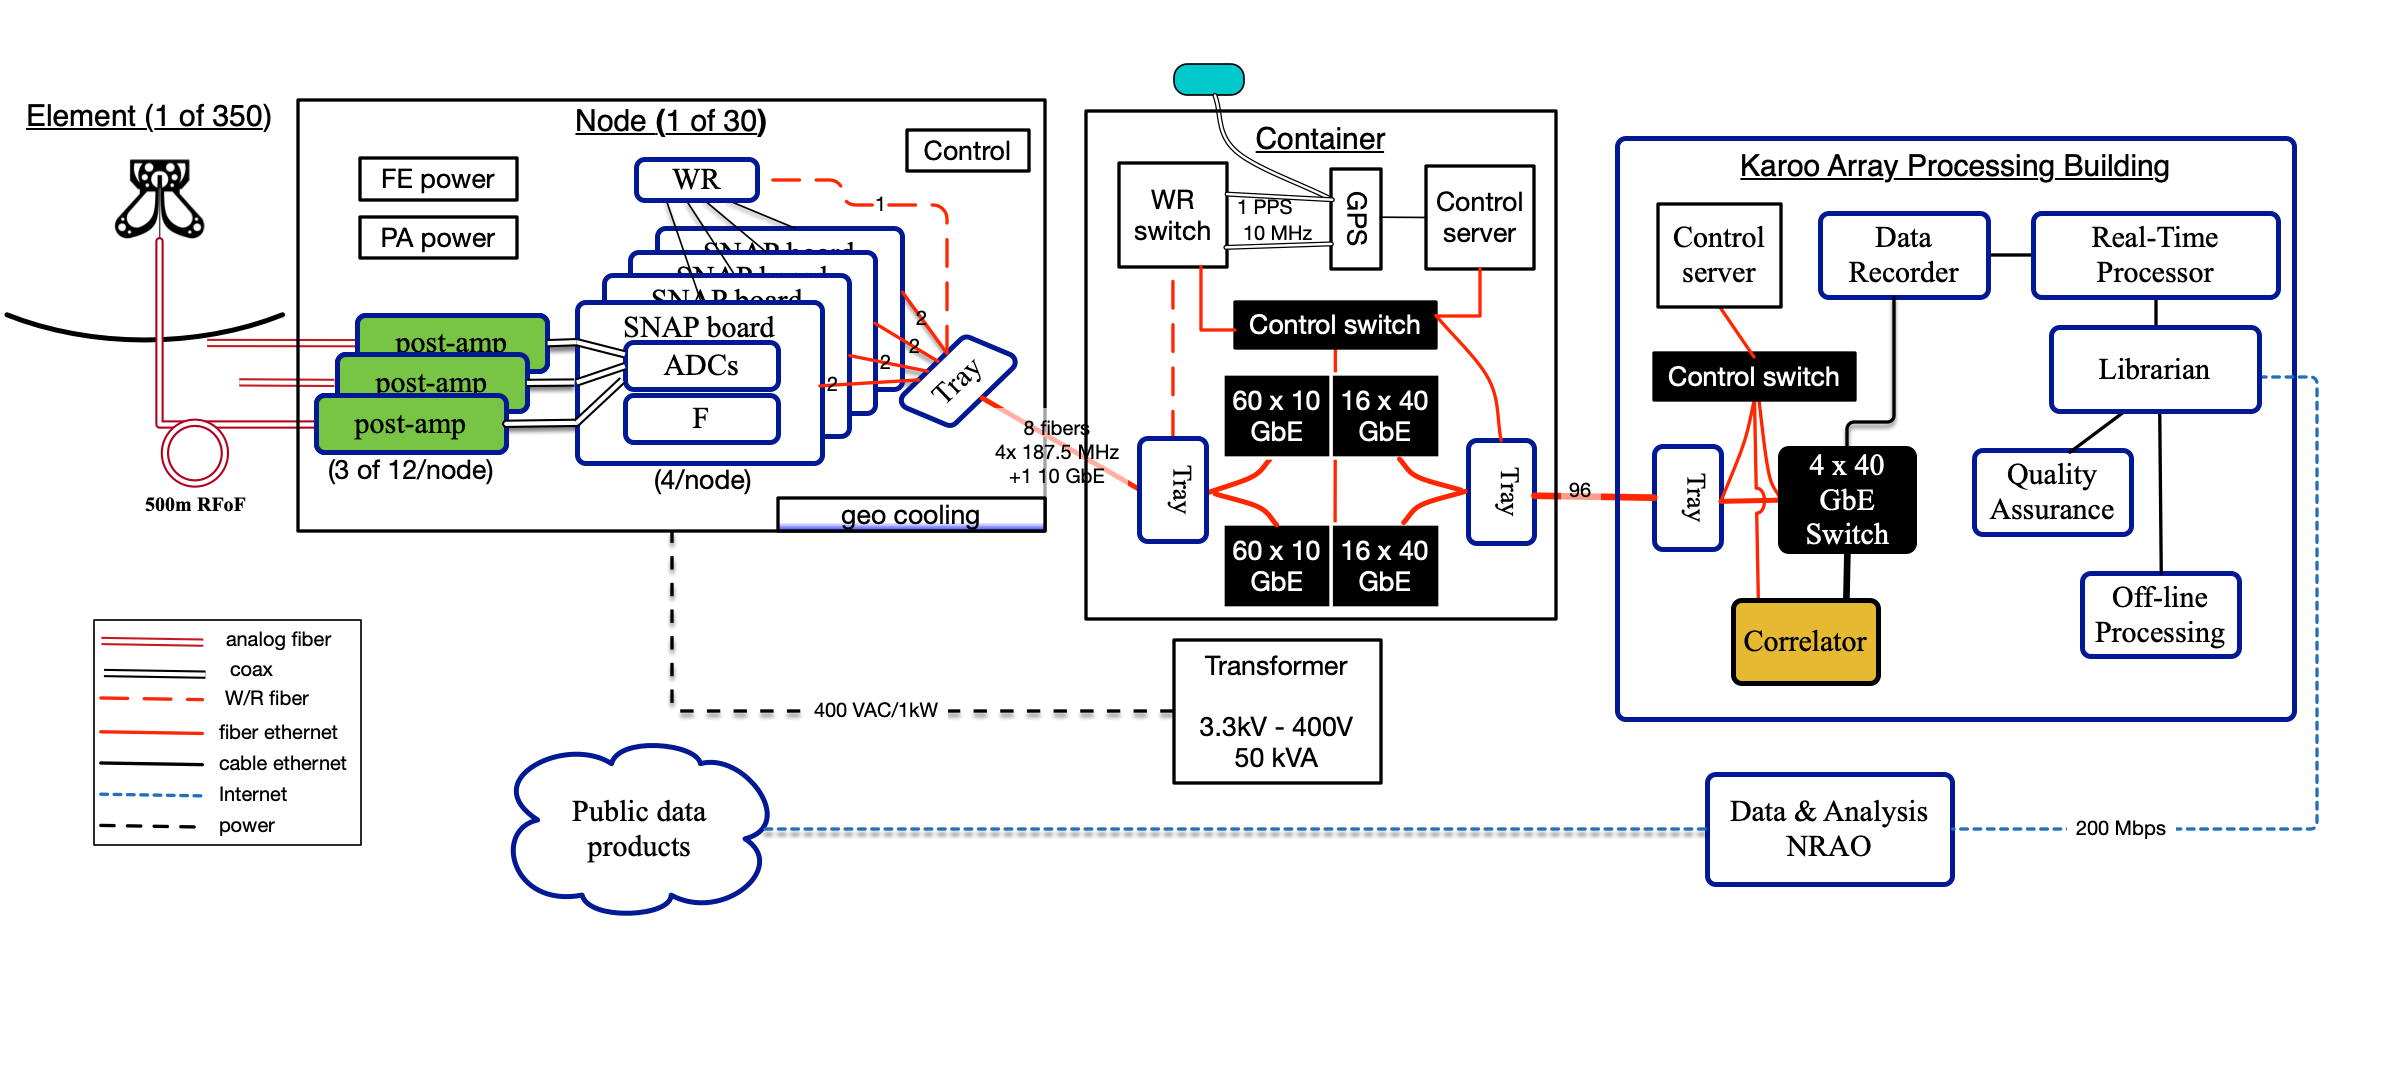 Element (1 of 350)
500m RFoF
Node (1 of 30)
FE power
PA power
WR
Control
1
SNAP board
SNAP board
SNAP board
SNAP board
ADCs
F
(4/node)
post-amp
post-amp
post-amp
(3 of 12/node)
2
2
2
2
Tray
geo cooling
8 fibers
4x 187.5 MHz
+1 10 GbE
Container
WR
switch
1 PPS
10 MHz
GPS
Control
server
Control switch
60 x 10
GbE
16 x 40
GbE
Tray
Tray
60 x 10
GbE
16 x 40
GbE
96
Karoo Array Processing Building
Control
server
Data
Recorder
Real-Time
Processor
Control switch
Librarian
Tray
4 x 40
GbE
Switch
Quality
Assurance
Correlator
Off-line
Processing
analog fiber
coax
W/R fiber
fiber ethernet
cable ethernet
Internet
power
400 VAC/1kW
Transformer
3.3kV - 400V
50 kVA
Public data
products
Data & Analysis
NRAO
200 Mbps